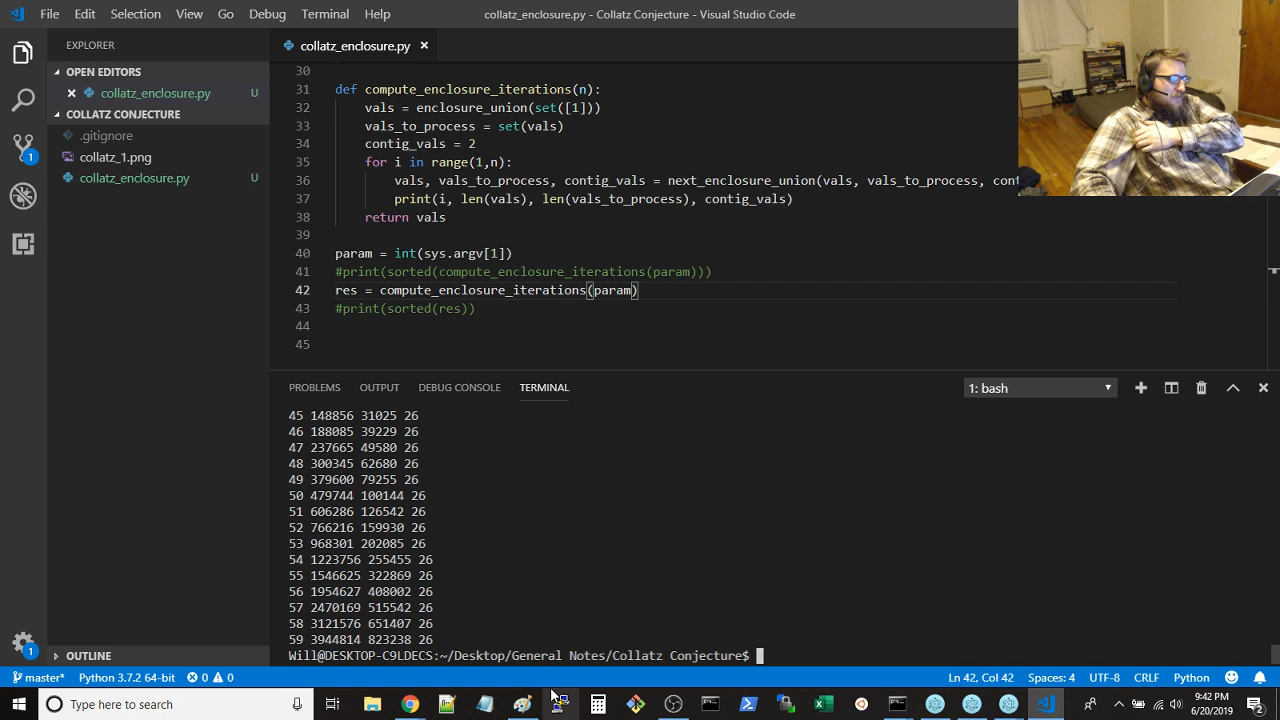 File Edit Selection View Go Debug Terminal Help
collatz_enclosure.py - Collatz Conjecture - Visual Studio Code
EXPLORER
OPEN EDITORS
collatz_enclosure.py U
COLLATZ CONJECTURE
.gitignore
collatz_1.png
collatz_enclosure.py U
OUTLINE
collatz_enclosure.py
30
31 def compute_enclosure_iterations(n):
32 vals = enclosure_union(set([1]))
33 vals_to_process = set(vals)
34 contig_vals = 2
35 for i in range(1,n):
36 vals, vals_to_process, contig_vals = next_enclosure_union(vals, vals_to_process, cont
37 print(i, len(vals), len(vals_to_process), contig_vals)
38 return vals
39
40 param = int(sys.argv[1])
41 #print(sorted(compute_enclosure_iterations(param)))
42 res = compute_enclosure_iterations(param)
43 #print(sorted(res))
44
45
PROBLEMS OUTPUT DEBUG CONSOLE TERMINAL
1: bash
45 148856 31025 26
46 188085 39229 26
47 237665 49580 26
48 300345 62680 26
49 379600 79255 26
50 479744 100144 26
51 606286 126542 26
52 766216 159930 26
53 968301 202085 26
54 1223756 255455 26
55 1546625 322869 26
56 1954627 408002 26
57 2470169 515542 26
58 3121576 651407 26
59 3944814 823238 26
Will@DESKTOP-C9LDECS:~/Desktop/General Notes/Collatz Conjecture$
1
1
master* Python 3.7.2 64-bit 0 0
Ln 42, Col 42 Spaces: 4 UTF-8 CRLF Python 1
Type here to search
9:42 PM
6/20/2019
2